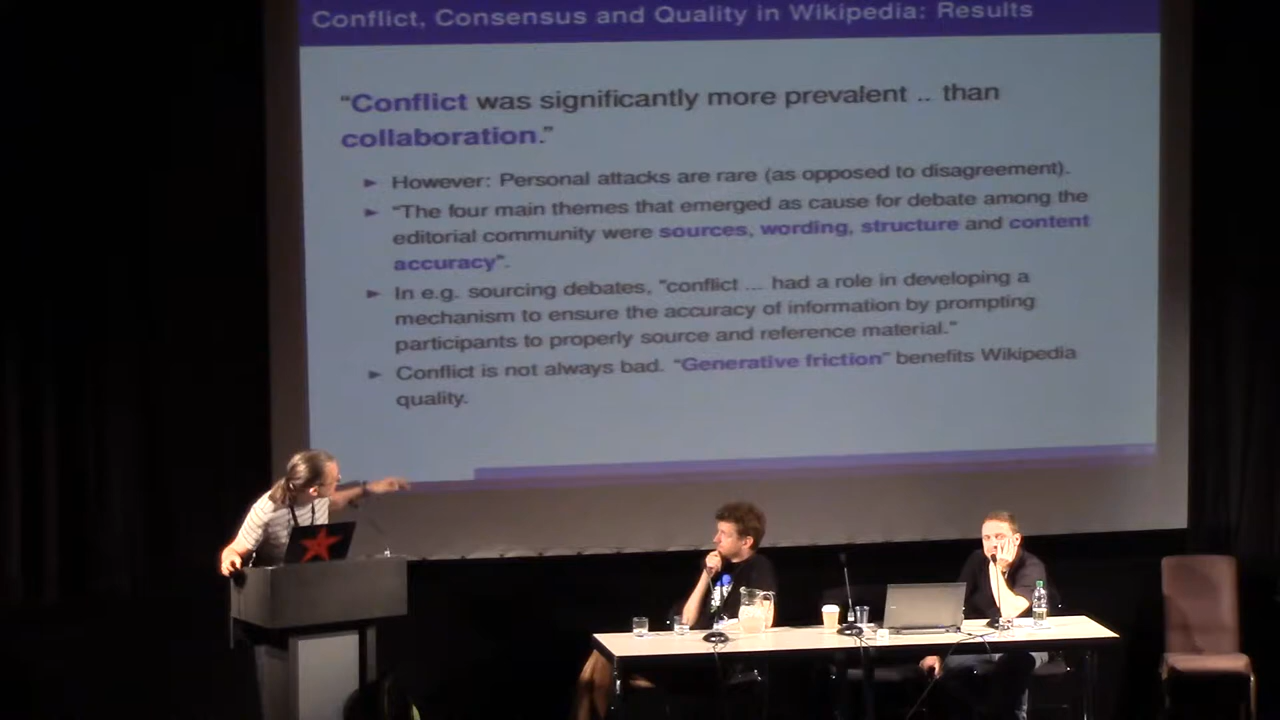 Conflict, Consensus and Quality in Wikipedia: Results
“Conflict was significantly more prevalent .. than
collaboration.”
► However: Personal attacks are rare (as opposed to disagreement).
► “The four main themes that emerged as cause for debate among the
editorial community were sources, wording, structure and content
accuracy”.
► In e.g. sourcing debates, “conflict ... had a role in developing a
mechanism to ensure the accuracy of information by prompting
participants to properly source and reference material.”
► Conflict is not always bad. “Generative friction” benefits Wikipedia
quality.